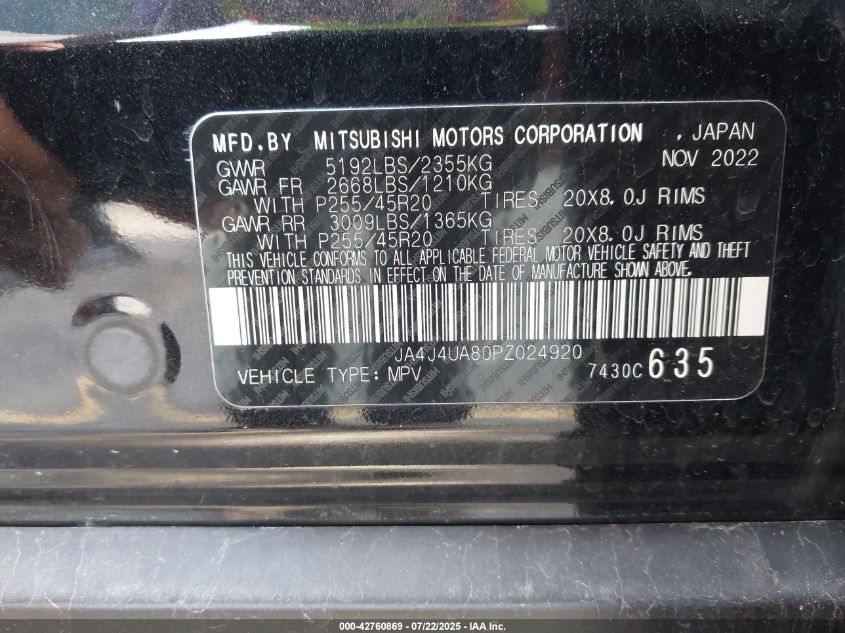 MFD.BY MITSUBISHI MOTORS CORPORATION , JAPAN
GVWR 5192LBS/2355KG NOV 2022
GAWR FR 2668LBS/1210KG
WITH P255/45R20 TIRES, 20X8.0J RIMS
GAWR RR 3009LBS/1365KG
WITH P255/45R20 TIRES, 20X8.0J RIMS
THIS VEHICLE CONFORMS TO ALL APPLICABLE FEDERAL MOTOR VEHICLE SAFETY AND THEFT
PREVENTION STANDARDS IN EFFECT ON THE DATE OF MANUFACTURE SHOWN ABOVE.
JA4J4UA80PZ024920
VEHICLE TYPE: MPV 7430C 635
000-42760869 - 07/22/2025 - IAA Inc.